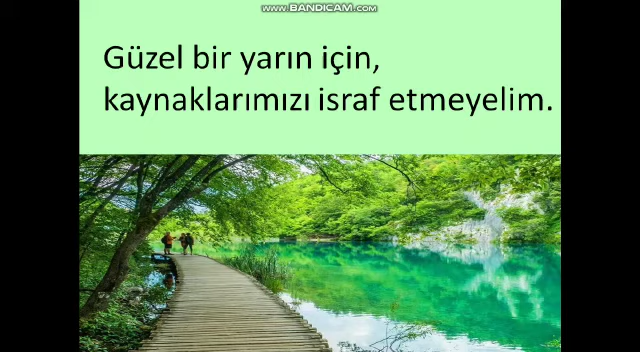 www.BANDICAM.com
Güzel bir yarın için,
kaynaklarımızı israf etmeyelim.